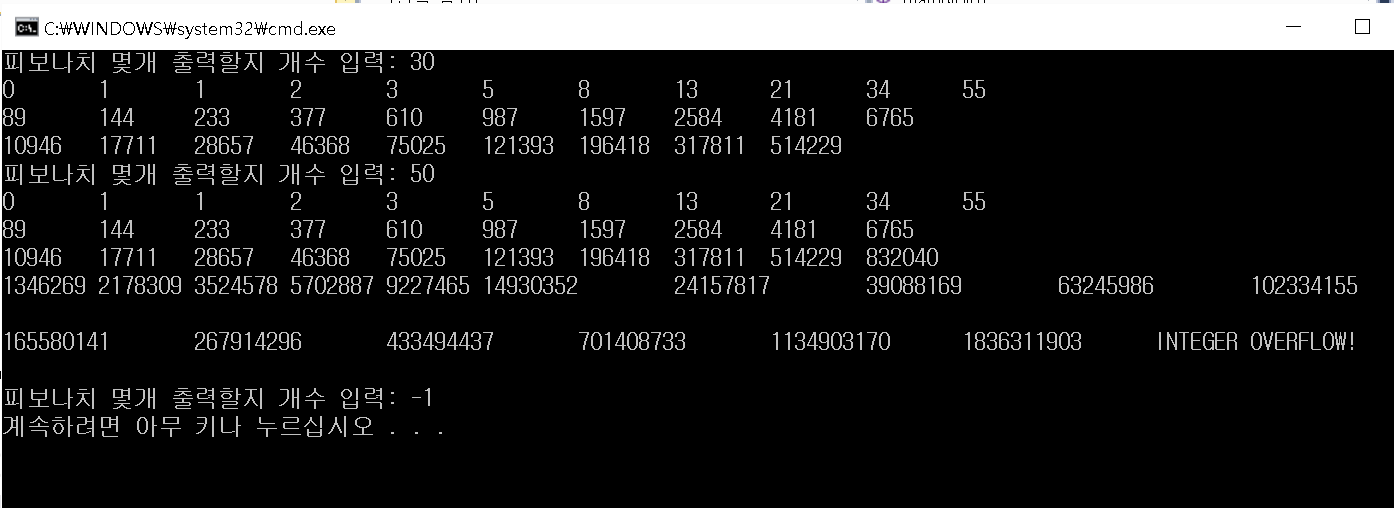 C:₩WINDOWS₩system32₩cmd.exe
피보나치 몇개 출력할지 개수 입력: 30
0 1 1 2 3 5 8 13 21 34 55
89 144 233 377 610 987 1597 2584 4181 6765
10946 17711 28657 46368 75025 121393 196418 317811 514229
피보나치 몇개 출력할지 개수 입력: 50
0 1 1 2 3 5 8 13 21 34 55
89 144 233 377 610 987 1597 2584 4181 6765
10946 17711 28657 46368 75025 121393 196418 317811 514229 832040
1346269 2178309 3524578 5702887 9227465 14930352 24157817 39088169 63245986 102334155
165580141 267914296 433494437 701408733 1134903170 1836311903 INTEGER OVERFLOW!
피보나치 몇개 출력할지 개수 입력: -1
계속하려면 아무 키나 누르십시오 . . .